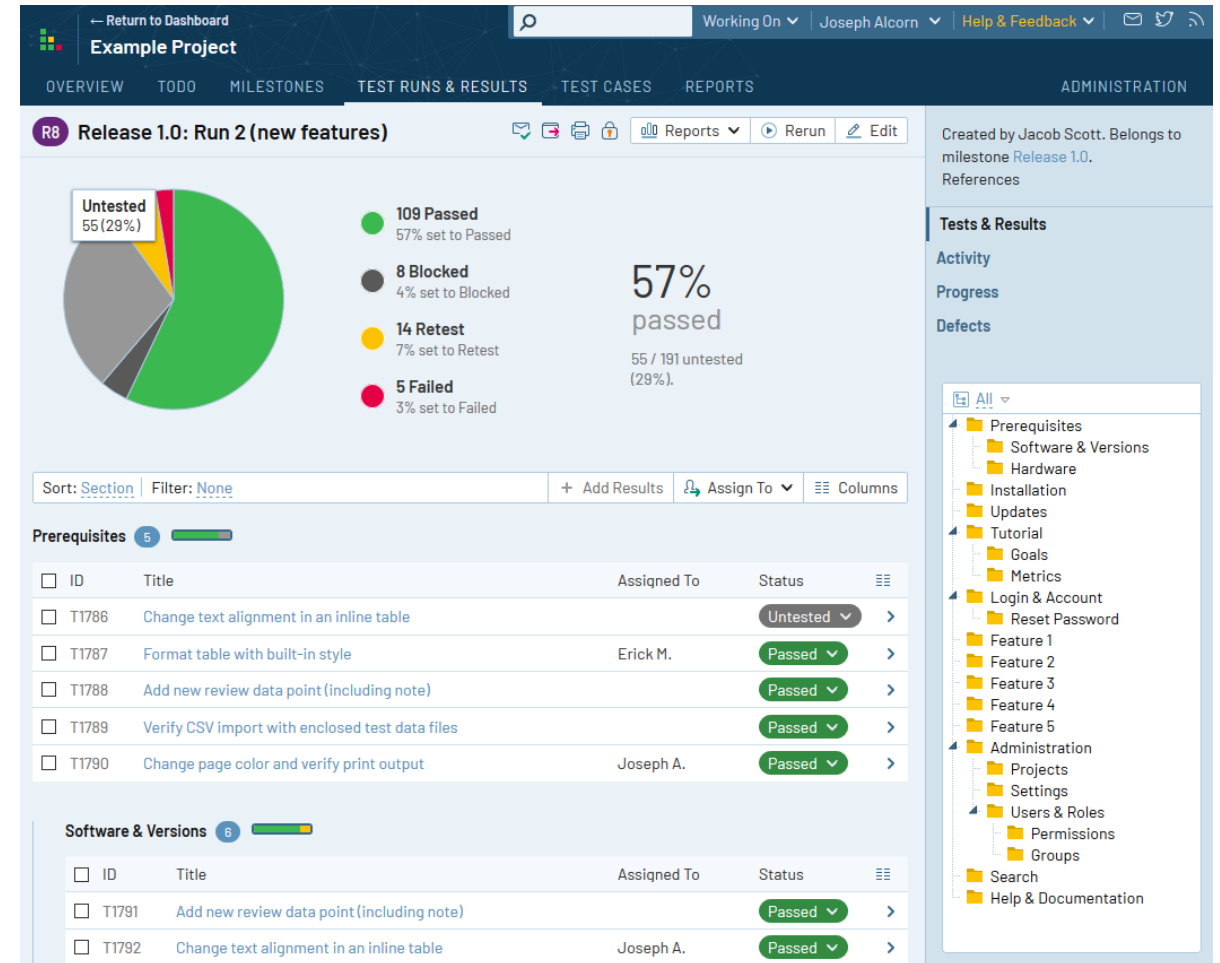 ← Return to Dashboard
Example Project
Working On
Joseph Alcorn
Help & Feedback
OVERVIEW TODO MILESTONES TEST RUNS & RESULTS TEST CASES REPORTS ADMINISTRATION
R8 Release 1.0: Run 2 (new features)
Reports Rerun Edit
Untested
55 (29%)
109 Passed
57% set to Passed
8 Blocked
4% set to Blocked
14 Retest
7% set to Retest
5 Failed
3% set to Failed
57%
passed
55 / 191 untested
(29%).
Sort: Section Filter: None + Add Results Assign To Columns
Prerequisites 5
ID Title Assigned To Status
T1786 Change text alignment in an inline table Untested
T1787 Format table with built-in style Erick M. Passed
T1788 Add new review data point (including note) Passed
T1789 Verify CSV import with enclosed test data files Passed
T1790 Change page color and verify print output Joseph A. Passed
Software & Versions 6
ID Title Assigned To Status
T1791 Add new review data point (including note) Passed
T1792 Change text alignment in an inline table Joseph A. Passed
Created by Jacob Scott. Belongs to
milestone Release 1.0.
References
Tests & Results
Activity
Progress
Defects
All
Prerequisites
Software & Versions
Hardware
Installation
Updates
Tutorial
Goals
Metrics
Login & Account
Reset Password
Feature 1
Feature 2
Feature 3
Feature 4
Feature 5
Administration
Projects
Settings
Users & Roles
Permissions
Groups
Search
Help & Documentation